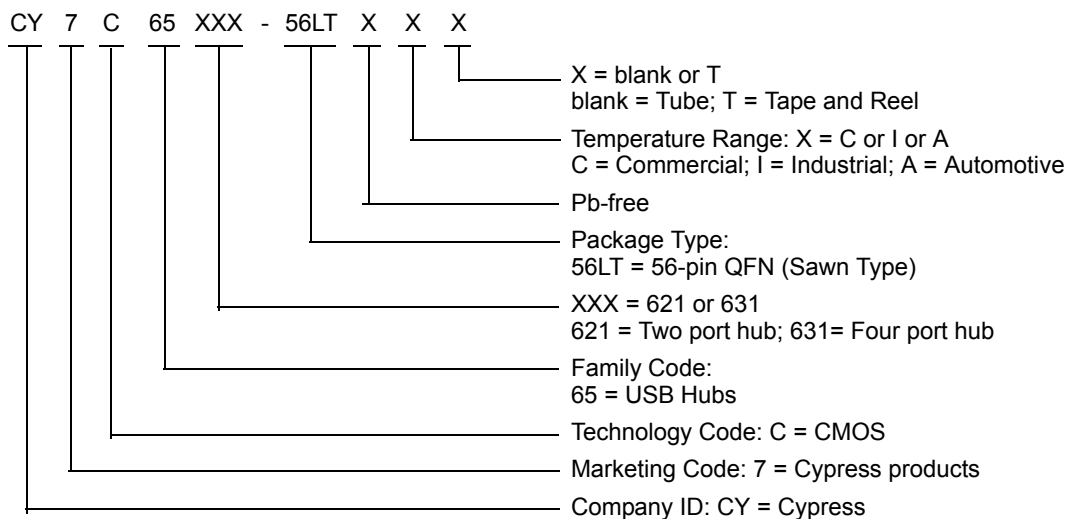 CY 7 C 65 XXX - 56LT X X X
X = blank or T
blank = Tube; T = Tape and Reel
Temperature Range: X = C or I or A
C = Commercial; I = Industrial; A = Automotive
Pb-free
Package Type:
56LT = 56-pin QFN (Sawn Type)
XXX = 621 or 631
621 = Two port hub; 631= Four port hub
Family Code:
65 = USB Hubs
Technology Code: C = CMOS
Marketing Code: 7 = Cypress products
Company ID: CY = Cypress